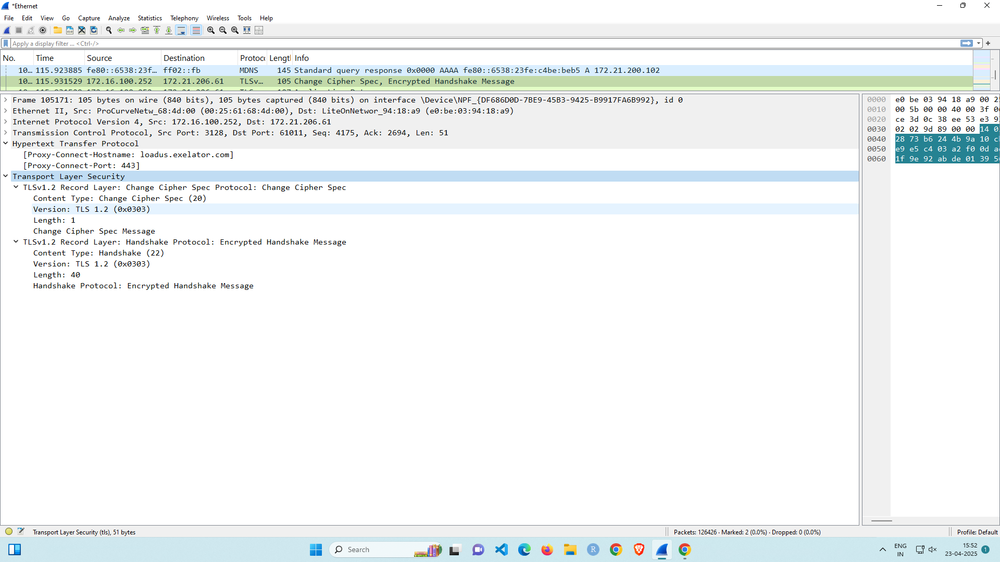 *Ethernet
File Edit View Go Capture Analyze Statistics Telephony Wireless Tools Help
Apply a display filter ... <Ctrl-/>
No. Time Source Destination Protoc Lengtl Info
10… 115.923885 fe80::6538:23f… ff02::fb MDNS 145 Standard query response 0x0000 AAAA fe80::6538:23fe:c4be:beb5 A 172.21.200.102
10… 115.931529 172.16.100.252 172.21.206.61 TLSv… 105 Change Cipher Spec, Encrypted Handshake Message
Frame 105171: 105 bytes on wire (840 bits), 105 bytes captured (840 bits) on interface \Device\NPF_{DF686D0D-7BE9-45B3-9425-B9917FA6B992}, id 0
Ethernet II, Src: ProCurveNetw_68:4d:00 (00:25:61:68:4d:00), Dst: LiteOnNetwor_94:18:a9 (e0:be:03:94:18:a9)
Internet Protocol Version 4, Src: 172.16.100.252, Dst: 172.21.206.61
Transmission Control Protocol, Src Port: 3128, Dst Port: 61011, Seq: 4175, Ack: 2694, Len: 51
Hypertext Transfer Protocol
[Proxy-Connect-Hostname: loadus.exelator.com]
[Proxy-Connect-Port: 443]
Transport Layer Security
TLSv1.2 Record Layer: Change Cipher Spec Protocol: Change Cipher Spec
Content Type: Change Cipher Spec (20)
Version: TLS 1.2 (0x0303)
Length: 1
Change Cipher Spec Message
TLSv1.2 Record Layer: Handshake Protocol: Encrypted Handshake Message
Content Type: Handshake (22)
Version: TLS 1.2 (0x0303)
Length: 40
Handshake Protocol: Encrypted Handshake Message
0000 e0 be 03 94 18 a9 00
0010 00 5b 00 00 40 00 3f
0020 ce 3d 0c 38 ee 53 e3
0030 02 02 9d 89 00 00 14
0040 28 73 b6 24 4b 9a 10
0050 e9 e5 c4 03 a2 f0 0d
0060 1f 9e 92 ab de 01 39
Transport Layer Security (tls), 51 bytes
Packets: 126426 · Marked: 2 (0.0%) · Dropped: 0 (0.0%)
Profile: Default
Search
ENG
IN
15:52
23-04-2025
1